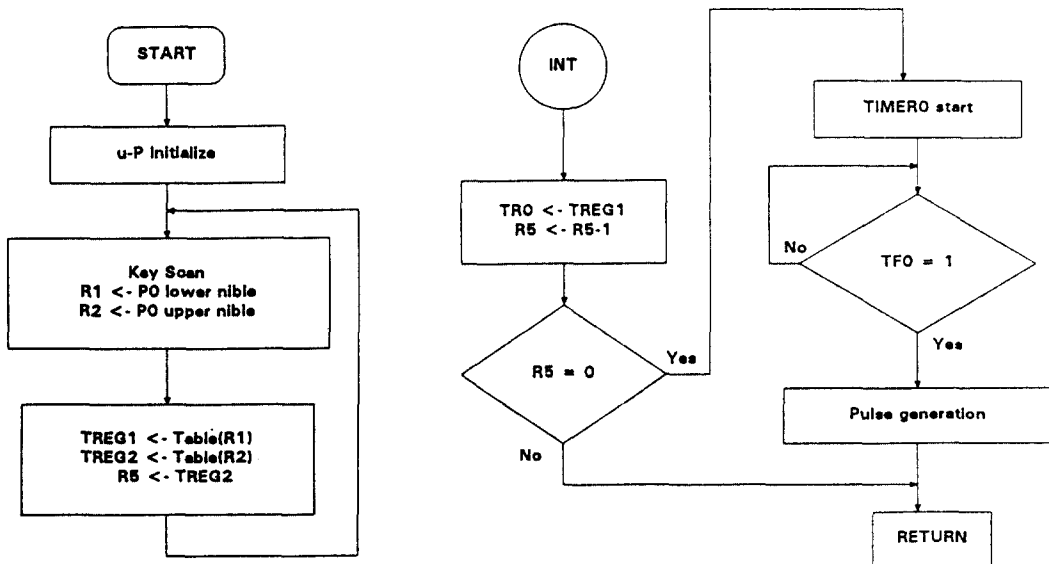 START
u-P Initialize
Key Scan
R1 <- P0 lower nible
R2 <- P0 upper nible
TREG1 <- Table(R1)
TREG2 <- Table(R2)
R5 <- TREG2
INT
TR0 <- TREG1
R5 <- R5-1
R5 = 0
Yes
No
TIMER0 start
No
TF0 = 1
Yes
Pulse generation
RETURN